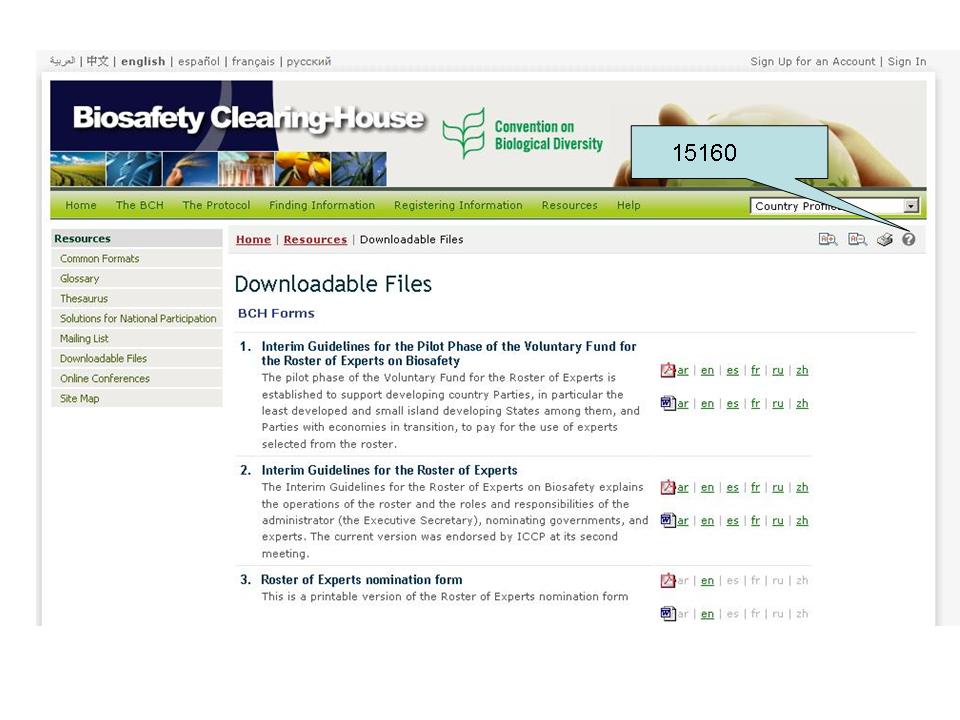 العربية | 中文 | english | español | français | русский
Sign Up for an Account | Sign In
Biosafety Clearing-House
Convention on
Biological Diversity
15160
Home The BCH The Protocol Finding Information Registering Information Resources Help
Country
Resources
Common Formats
Glossary
Thesaurus
Solutions for National Participation
Mailing List
Downloadable Files
Online Conferences
Site Map
Home | Resources | Downloadable Files
Downloadable Files
BCH Forms
1. Interim Guidelines for the Pilot Phase of the Voluntary Fund for
the Roster of Experts on Biosafety
The pilot phase of the Voluntary Fund for the Roster of Experts is
established to support developing country Parties, in particular the
least developed and small island developing States among them, and
Parties with economies in transition, to pay for the use of experts
selected from the roster.
ar | en | es | fr | ru | zh
ar | en | es | fr | ru | zh
2. Interim Guidelines for the Roster of Experts
The Interim Guidelines for the Roster of Experts on Biosafety explains
the operations of the roster and the roles and responsibilities of the
administrator (the Executive Secretary), nominating governments, and
experts. The current version was endorsed by ICCP at its second
meeting.
ar | en | es | fr | ru | zh
ar | en | es | fr | ru | zh
3. Roster of Experts nomination form
This is a printable version of the Roster of Experts nomination form
ar | en | es | fr | ru | zh
ar | en | es | fr | ru | zh